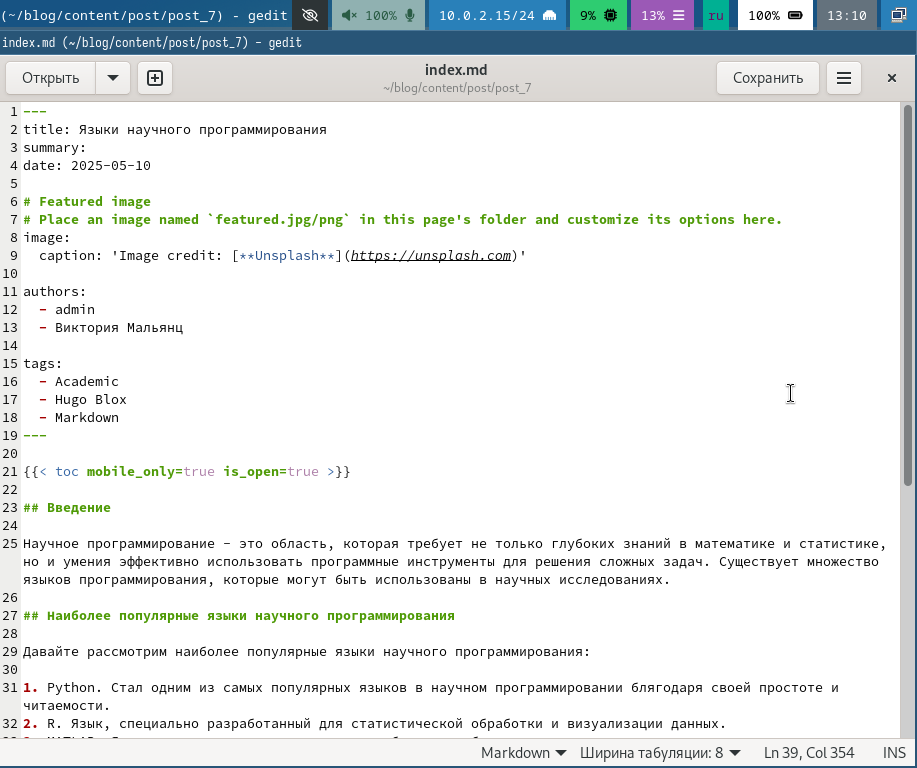 (~/blog/content/post/post_7) - gedit 100% 10.0.2.15/24 9% 13% ru 100% 13:10
index.md (~/blog/content/post/post_7) - gedit
Открыть index.md Сохранить
~/blog/content/post/post_7
1 ---
2 title: Языки научного программирования
3 summary:
4 date: 2025-05-10
5
6 # Featured image
7 # Place an image named `featured.jpg/png` in this page's folder and customize its options here.
8 image:
9   caption: 'Image credit: [**Unsplash**](https://unsplash.com)'
10
11 authors:
12   - admin
13   - Виктория Мальянц
14
15 tags:
16   - Academic
17   - Hugo Blox
18   - Markdown
19 ---
20
21 {{< toc mobile_only=true is_open=true >}}
22
23 ## Введение
24
25 Научное программирование - это область, которая требует не только глубоких знаний в математике и статистике,
но и умения эффективно использовать программные инструменты для решения сложных задач. Существует множество
языков программирования, которые могут быть использованы в научных исследованиях.
26
27 ## Наиболее популярные языки научного программирования
28
29 Давайте рассмотрим наиболее популярные языки научного программирования:
30
31 1. Python. Стал одним из самых популярных языков в научном программировании блягодаря своей простоте и
читаемости.
32 2. R. Язык, специально разработанный для статистической обработки и визуализации данных.
Markdown Ширина табуляции: 8 Ln 39, Col 354 INS